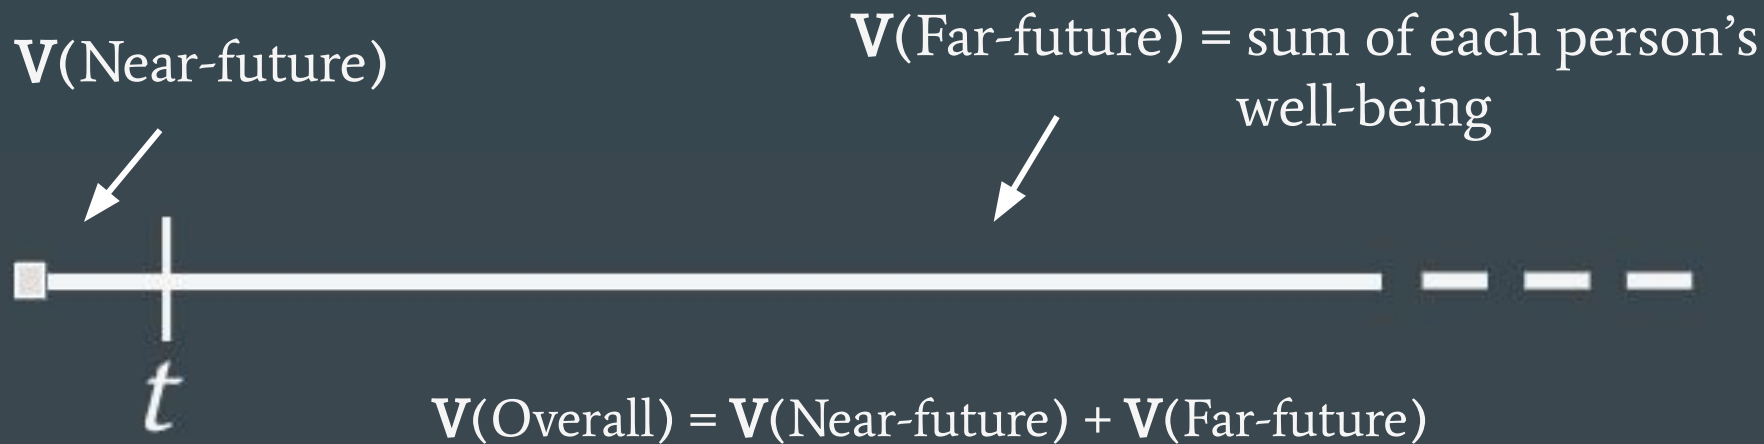 V(Near-future)
V(Far-future) = sum of each person’s
well-being
t
V(Overall) = V(Near-future) + V(Far-future)